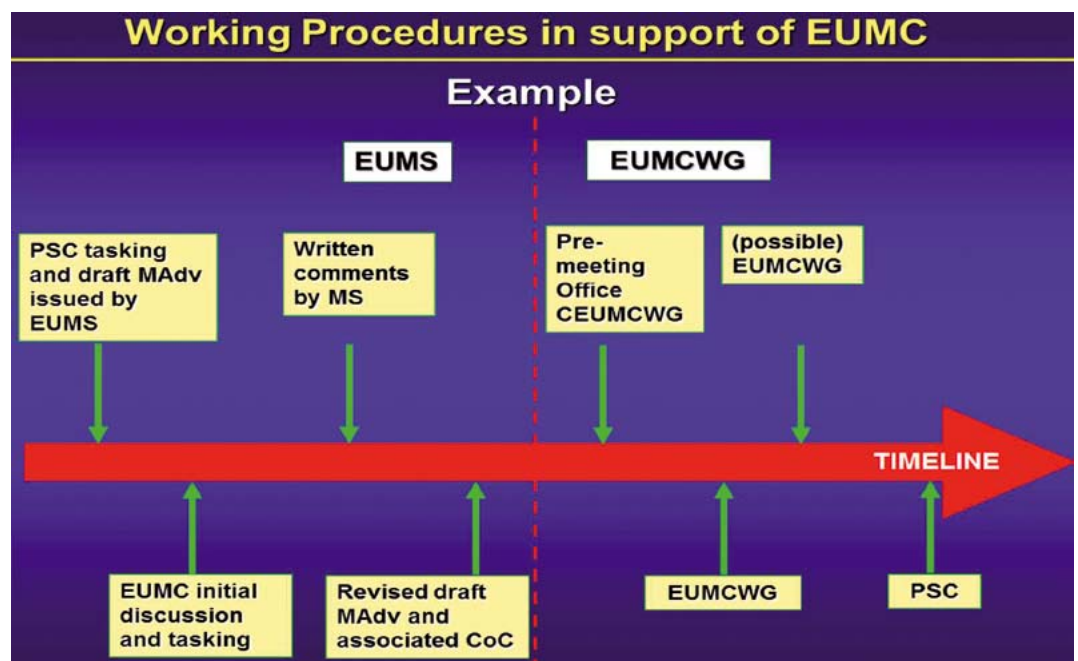 Working Procedures in support of EUMC
Example
EUMS
EUMCWG
PSC tasking
and draft MAdv
issued by
EUMS
Written
comments
by MS
Pre-
meeting
Office
CEUMCWG
(possible)
EUMCWG
TIMELINE
EUMC initial
discussion
and tasking
Revised draft
MAdv and
associated CoC
EUMCWG
PSC